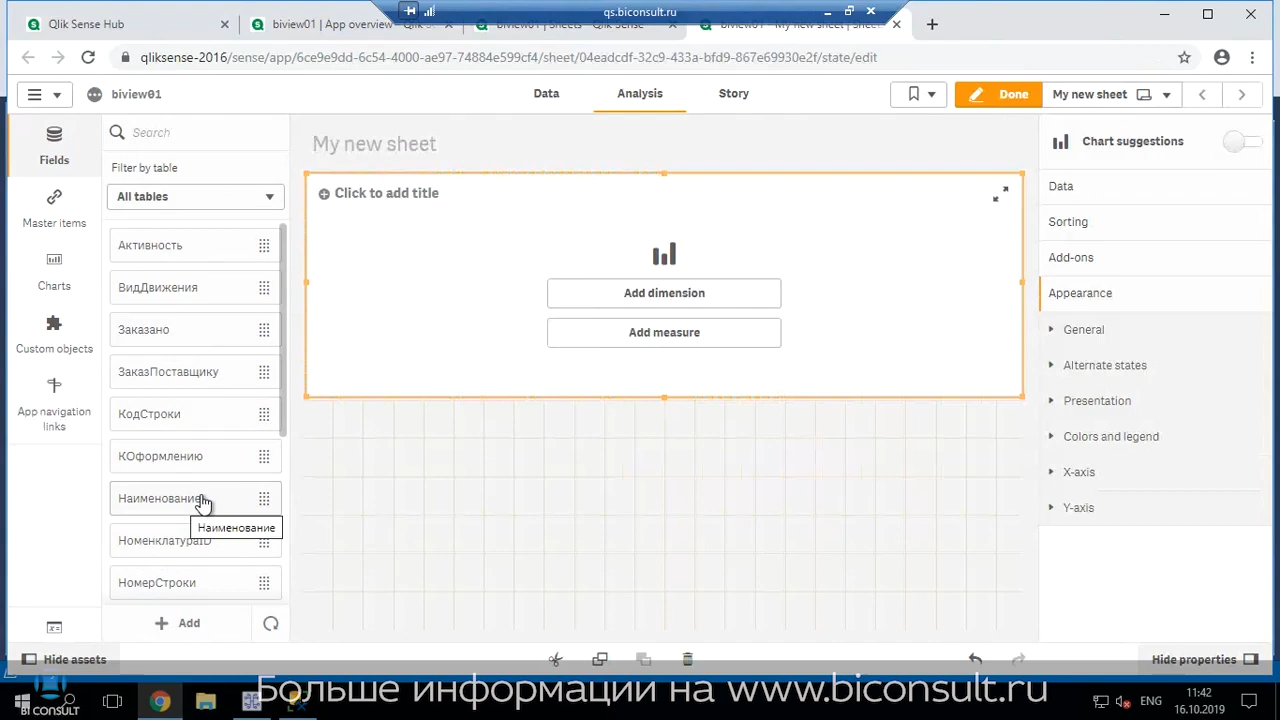 qs.biconsult.ru
Qlik Sense Hub
biview01 | App overview - Qlik S
biview01 | Sheets - Qlik Sense
biview01 - My new sheet | Sheet
qliksense-2016/sense/app/6ce9e9dd-6c54-4000-ae97-74884e599cf4/sheet/04eadcdf-32c9-433a-bfd9-867e69930e2f/state/edit
biview01
Data
Analysis
Story
Done
My new sheet
Fields
Master items
Charts
Custom objects
App navigation
links
Search
Filter by table
All tables
Активность
ВидДвижения
Заказано
ЗаказПоставщику
КодСтроки
КОформлению
Наименование
Наименование
НоменклатураID
НомерСтроки
Add
My new sheet
Click to add title
Add dimension
Add measure
Chart suggestions
Data
Sorting
Add-ons
Appearance
General
Alternate states
Presentation
Colors and legend
X-axis
Y-axis
Hide assets
Hide properties
Больше информации на www.biconsult.ru
BI CONSULT
ENG
11:42
16.10.2019